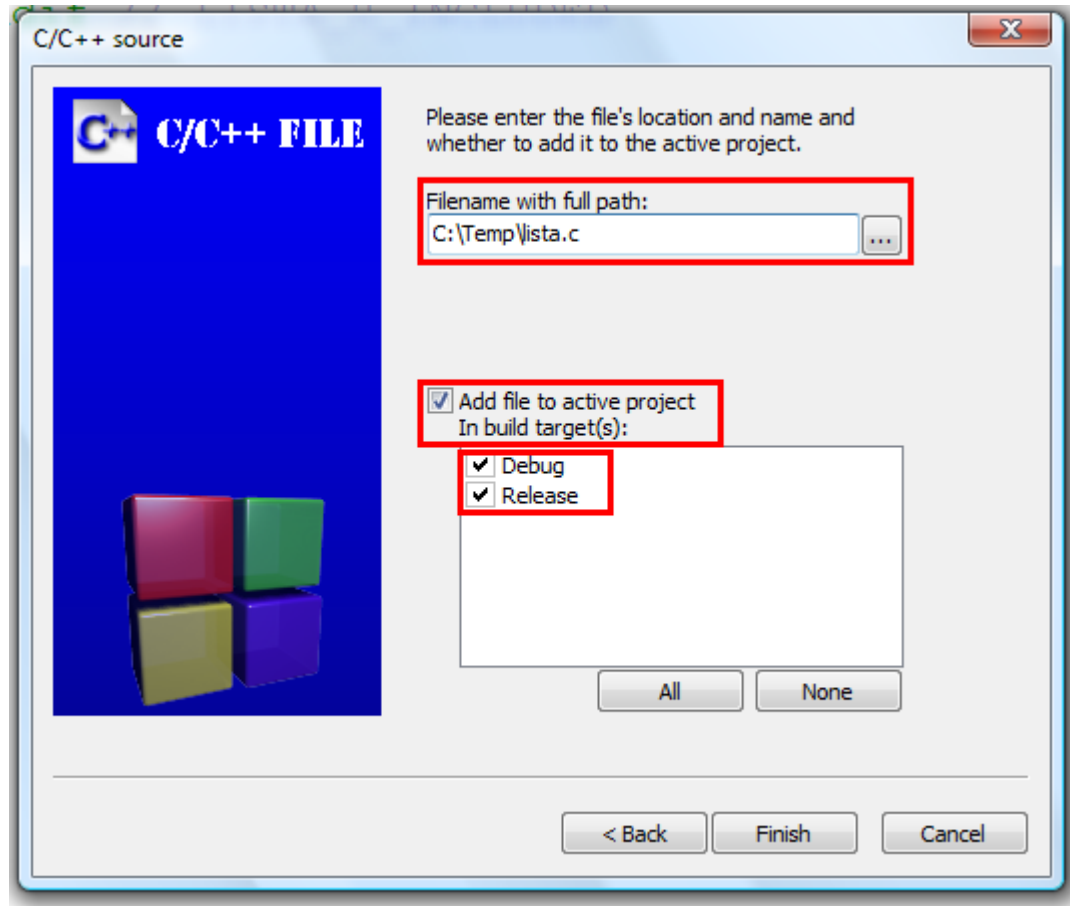 C/C++ source
C++ C/C++ FILE
Please enter the file's location and name and
whether to add it to the active project.
Filename with full path:
C:\Temp\lista.c
...
Add file to active project
In build target(s):
Debug
Release
All None
< Back Finish Cancel